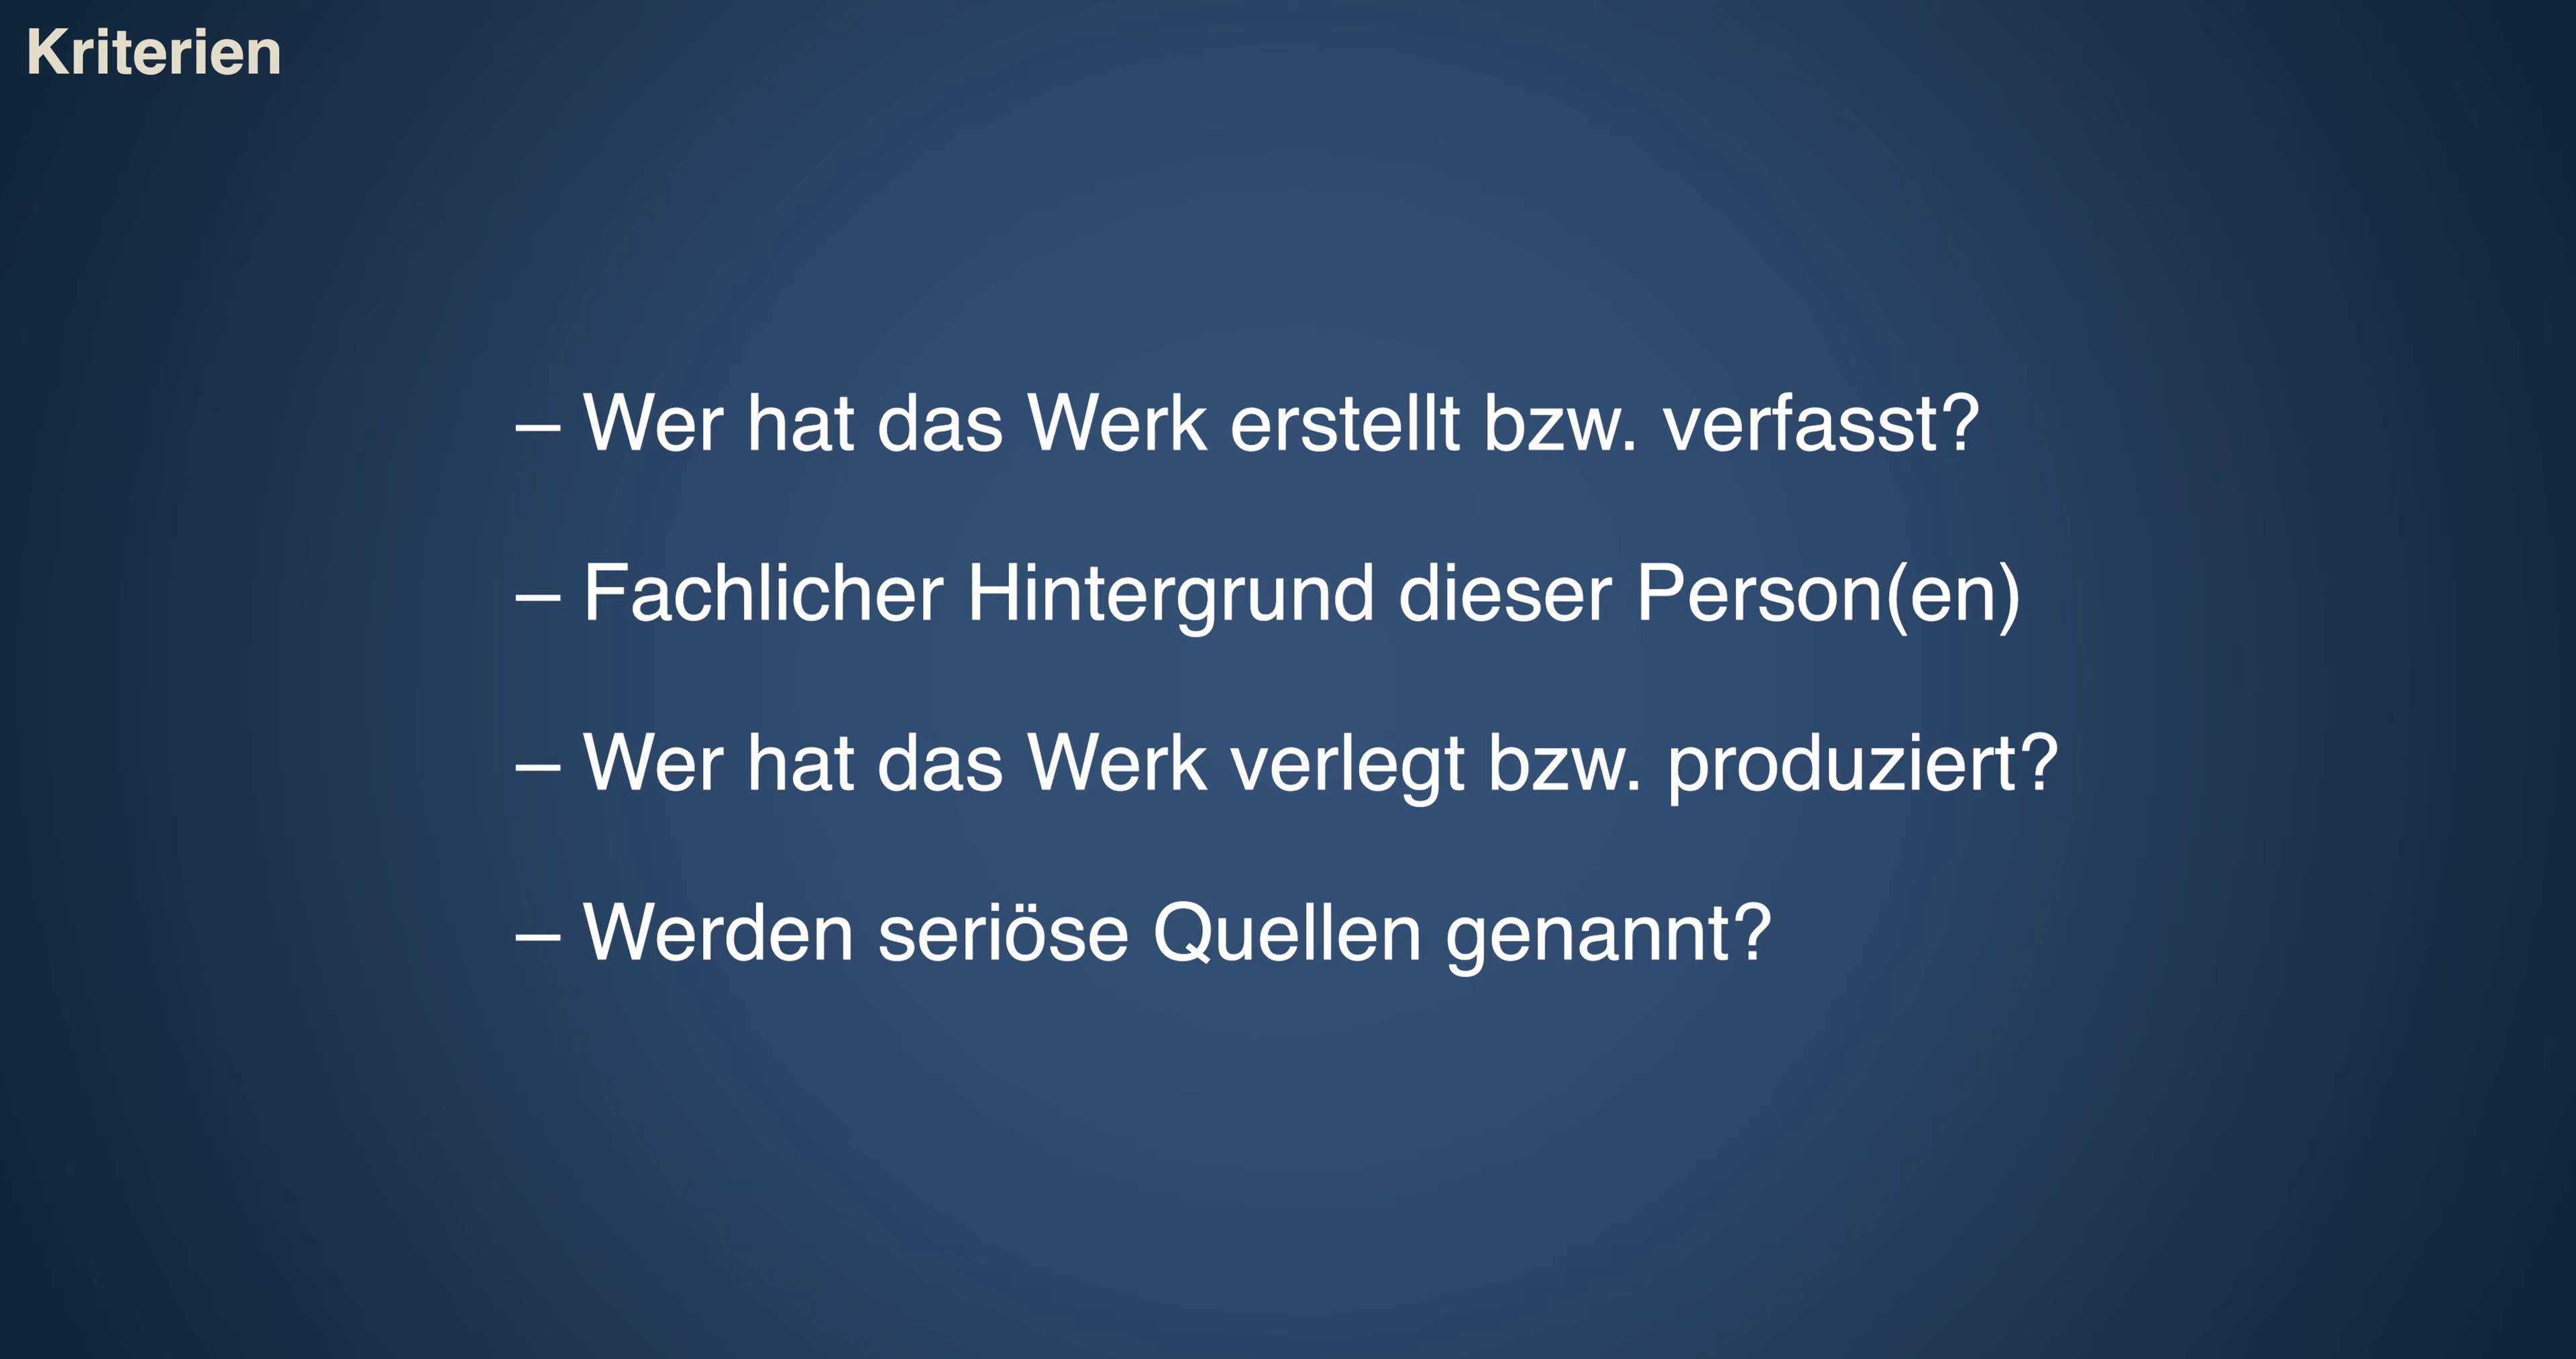 Kriterien
– Wer hat das Werk erstellt bzw. verfasst?
– Fachlicher Hintergrund dieser Person(en)
– Wer hat das Werk verlegt bzw. produziert?
– Werden seriöse Quellen genannt?